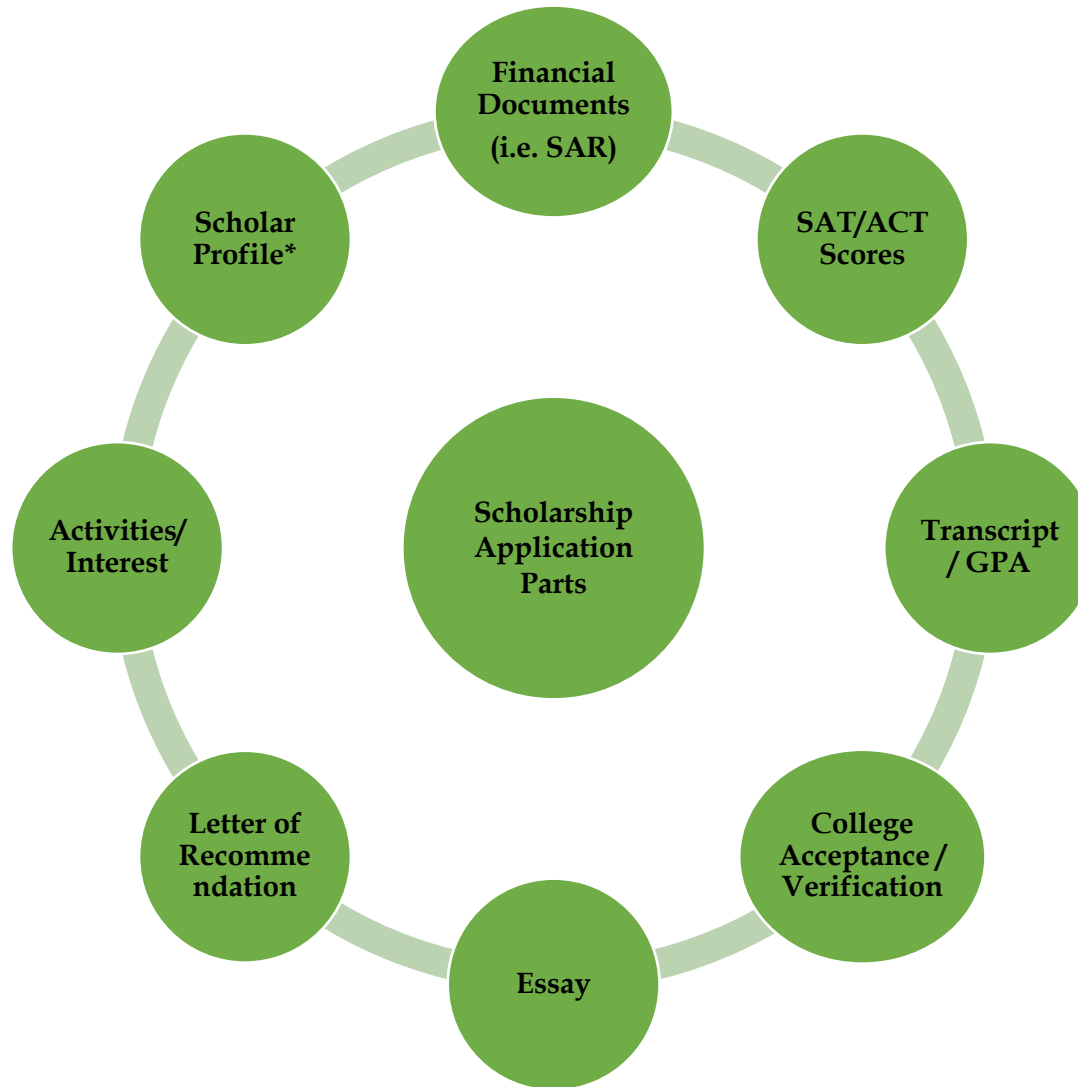 Financial
Documents
(i.e. SAR)
SAT/ACT
Scores
Transcript
/ GPA
College
Acceptance /
Verification
Essay
Letter of
Recomme
ndation
Activities/
Interest
Scholar
Profile*
Scholarship
Application
Parts